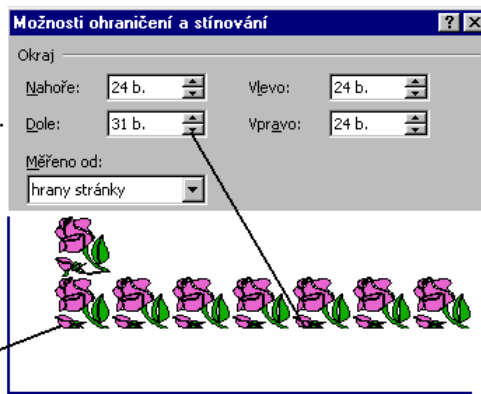 Možnosti ohraničení a stínování
Okraj
Nahoře: 24 b. Vlevo: 24 b.
Dole: 31 b. Vpravo: 24 b.
Měřeno od:
hrany stránky